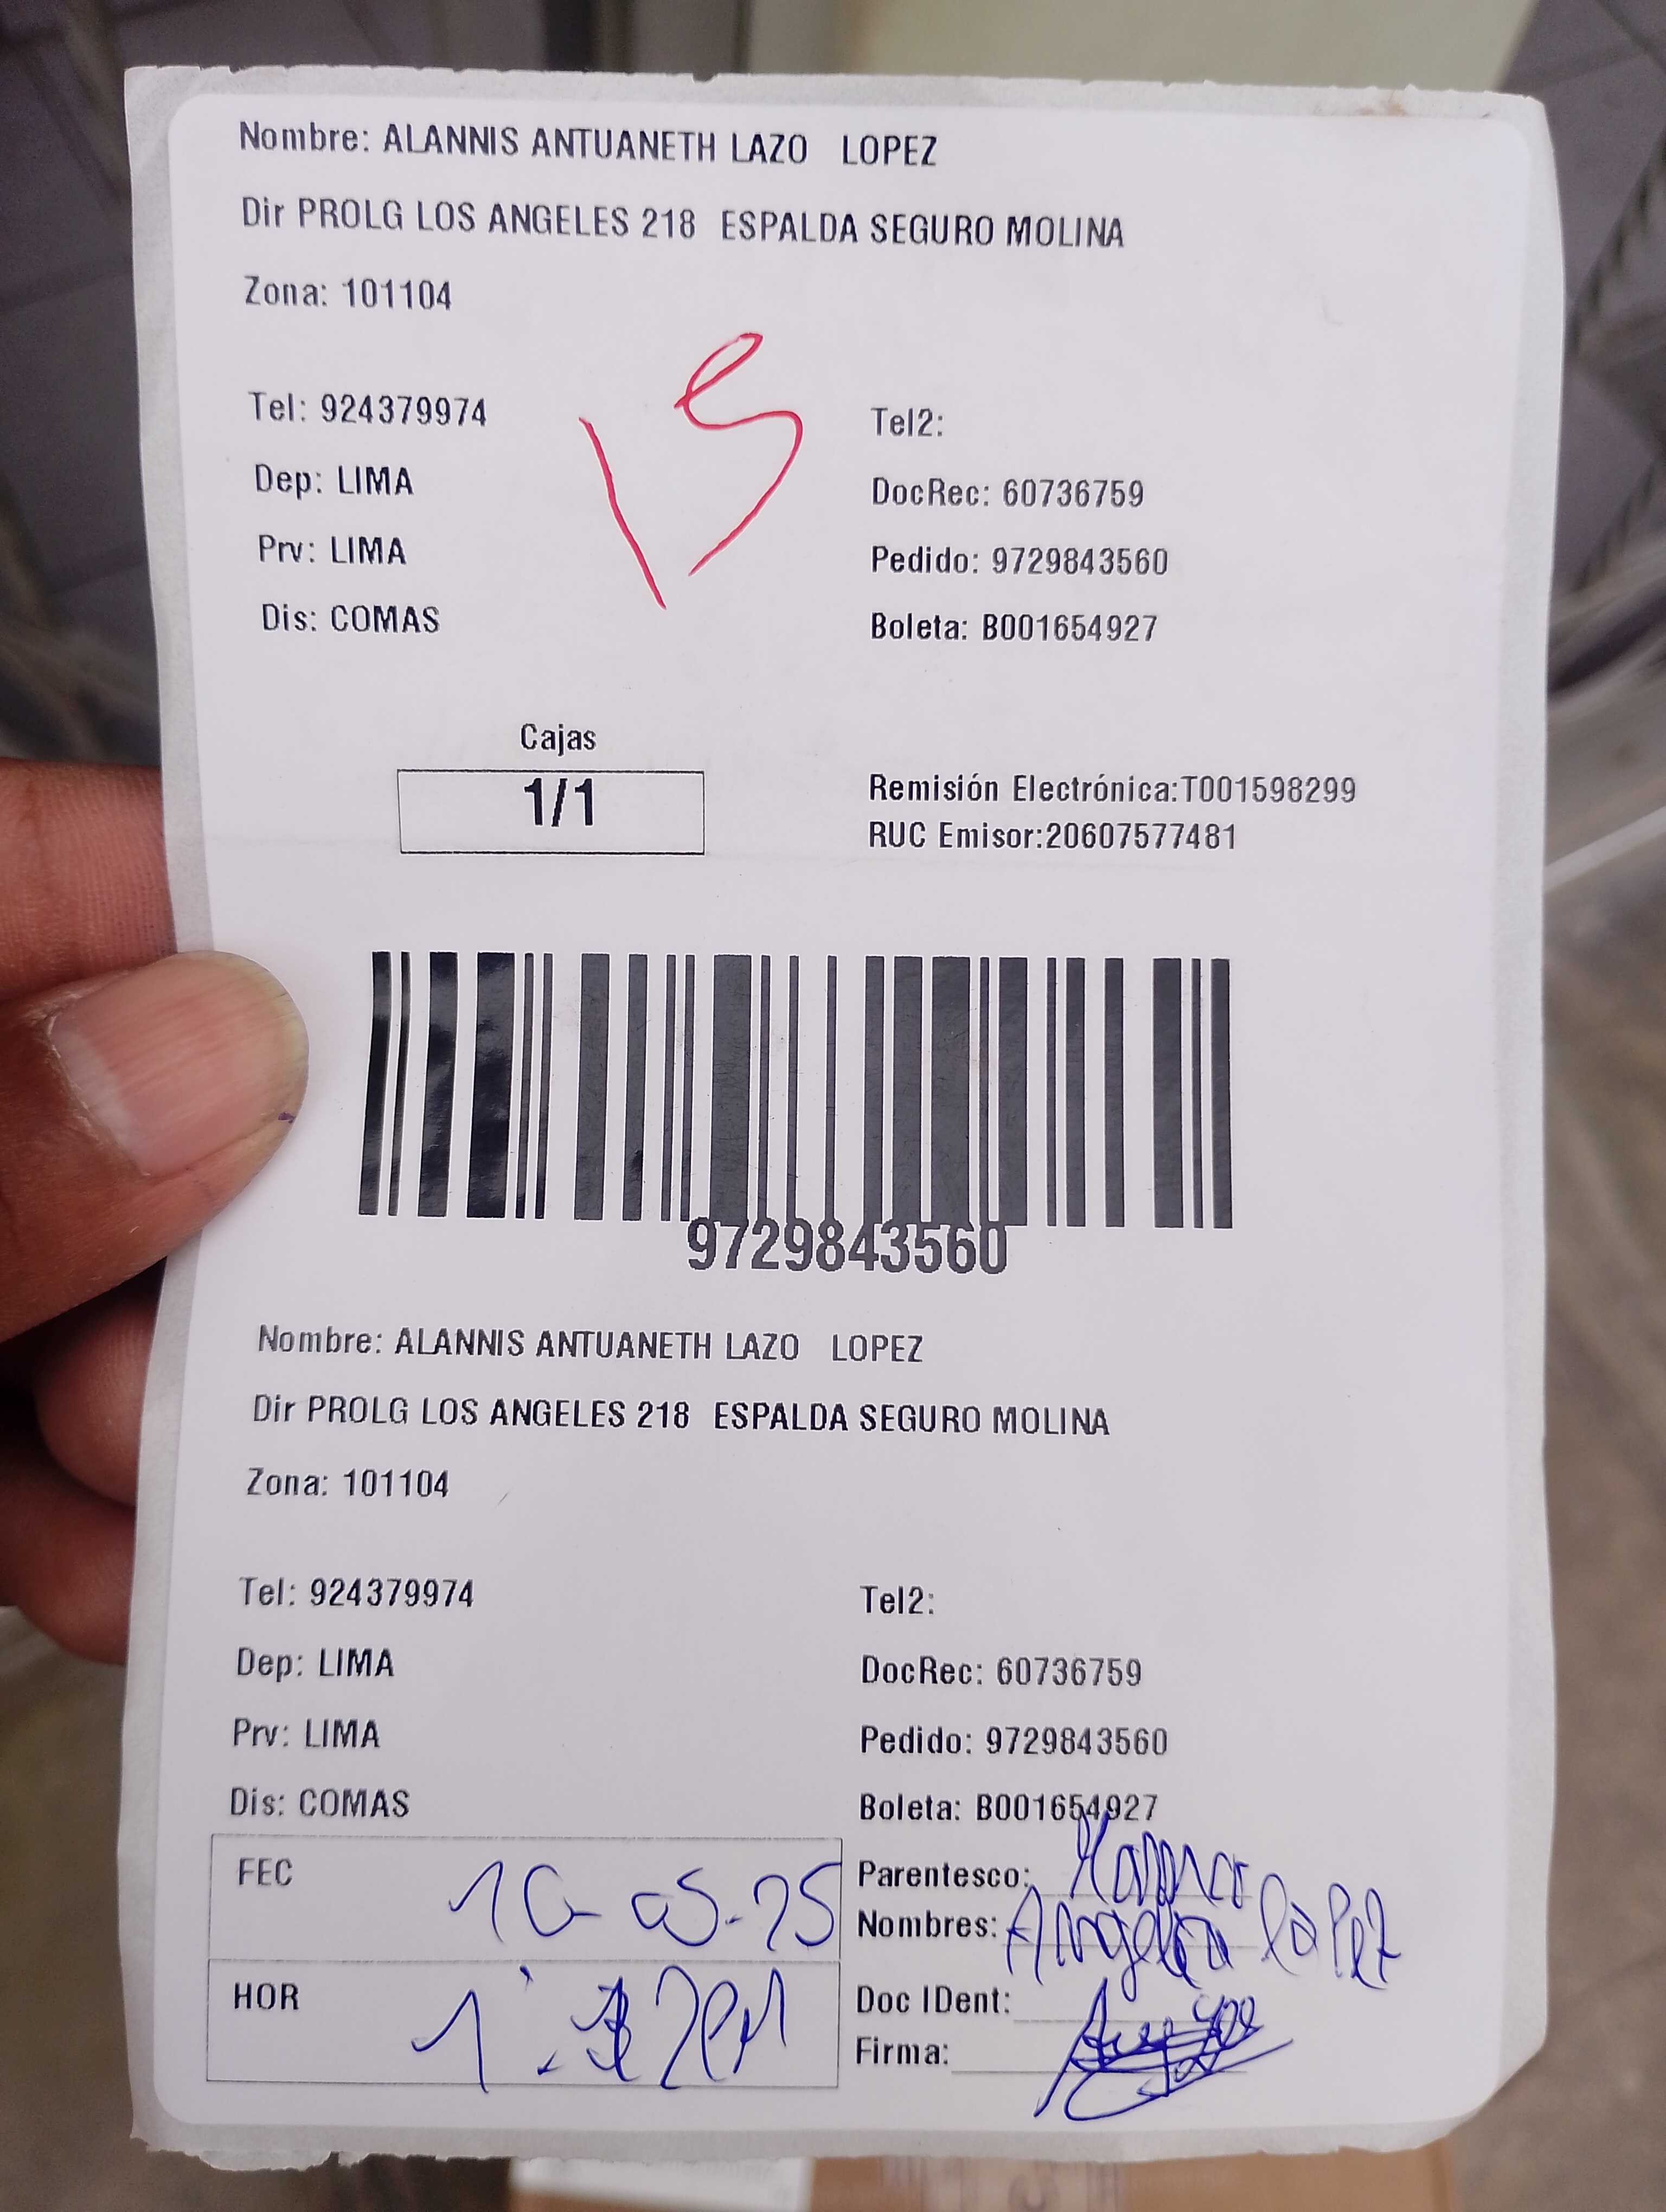 Nombre: ALANNIS ANTUANETH LAZO LOPEZ
Dir PROLG LOS ANGELES 218 ESPALDA SEGURO MOLINA
Zona: 101104
15
Tel: 924379974
Tel2:
Dep: LIMA
DocRec: 60736759
Prv: LIMA
Pedido: 9729843560
Dis: COMAS
Boleta: B001654927
Cajas
1/1
Remisión Electrónica:T001598299
RUC Emisor:20607577481
9729843560
Nombre: ALANNIS ANTUANETH LAZO LOPEZ
Dir PROLG LOS ANGELES 218 ESPALDA SEGURO MOLINA
Zona: 101104
Tel: 924379974
Tel2:
Dep: LIMA
DocRec: 60736759
Prv: LIMA
Pedido: 9729843560
Dis: COMAS
Boleta: B001654927
FEC
Parentesco:
Nombres: Angelica lopez
HOR
Doc IDent:
Firma: